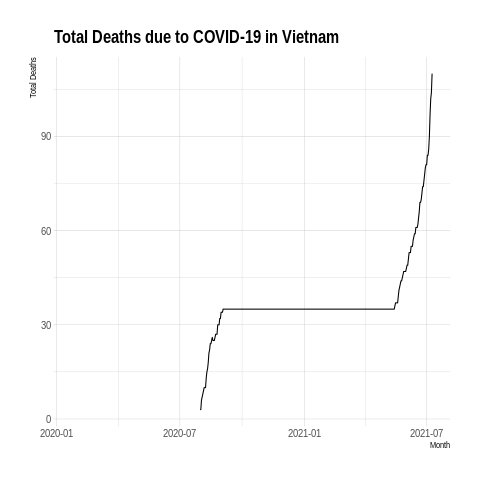 Total Deaths due to COVID-19 in Vietnam
Total Deaths
90
60
30
0
2020-01 2020-07 2021-01 2021-07
Month